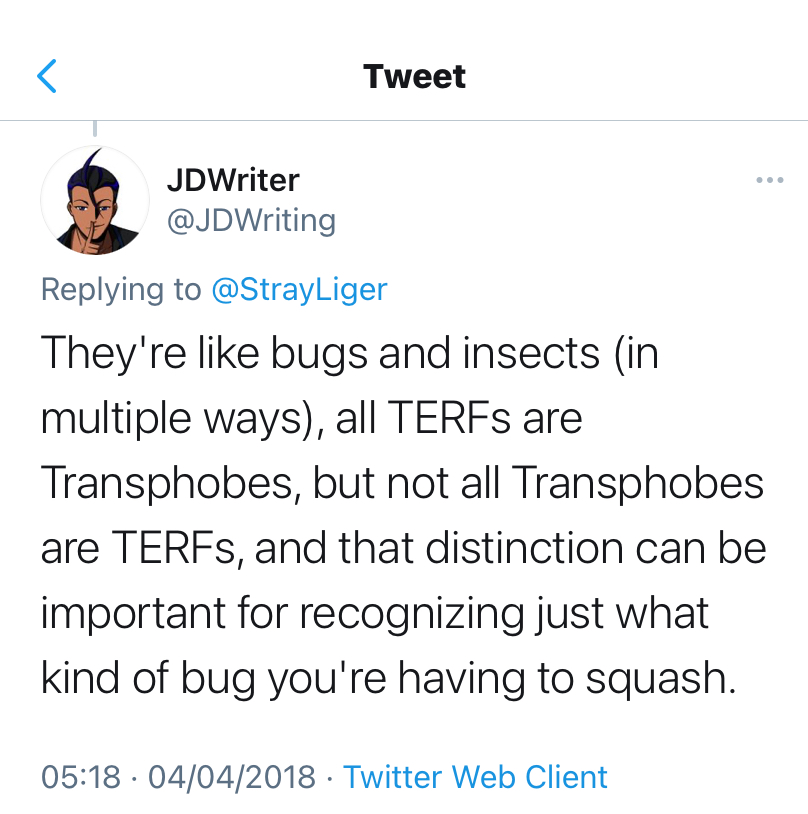 Tweet
JDWriter
@JDWriting
Replying to @StrayLiger
They're like bugs and insects (in
multiple ways), all TERFs are
Transphobes, but not all Transphobes
are TERFs, and that distinction can be
important for recognizing just what
kind of bug you're having to squash.
05:18 · 04/04/2018 · Twitter Web Client